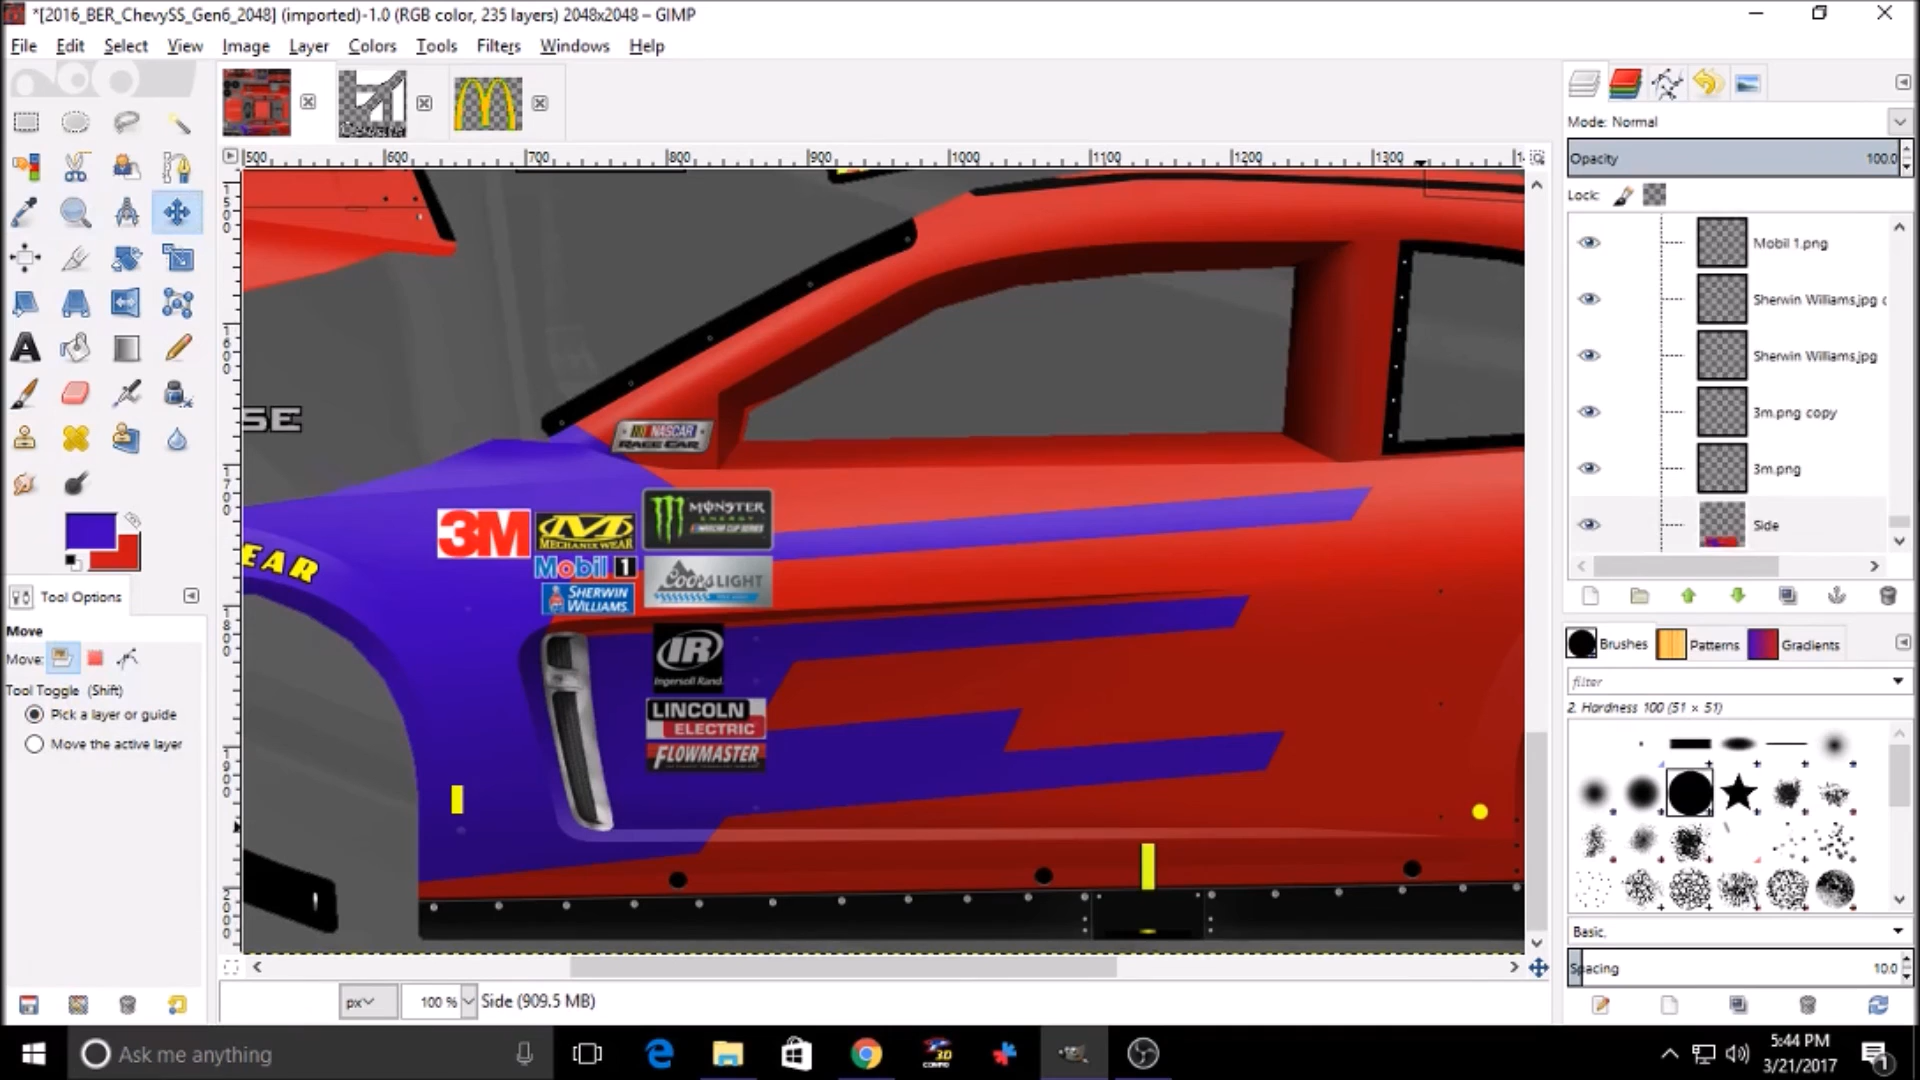 *[2016_BER_ChevySS_Gen6_2048] (imported)-1.0 (RGB color, 235 layers) 2048x2048 – GIMP
File Edit Select View Image Layer Colors Tools Filters Windows Help
Mode: Normal
Opacity 100.0
Lock:
500 600 700 800 900 1000 1100 1200 1300
Mobil 1.png
Sherwin Williams.jpg c
Sherwin Williams.jpg
3m.png copy
3m.png
Side
SE
NASCAR
RACE CAR
EAR
3M
MECHANIX WEAR
MONSTER
ENERGY
NASCAR CUP SERIES
Mobil 1
Coors LIGHT
SHERWIN
WILLIAMS.
IR
Ingersoll Rand
LINCOLN
ELECTRIC
FLOWMASTER
Tool Options
Move
Move:
Tool Toggle (Shift)
Pick a layer or guide
Move the active layer
Brushes Patterns Gradients
filter
2. Hardness 100 (51 × 51)
Basic,
Spacing 10.0
px 100 % Side (909.5 MB)
Ask me anything
3D
5:44 PM
3/21/2017
1